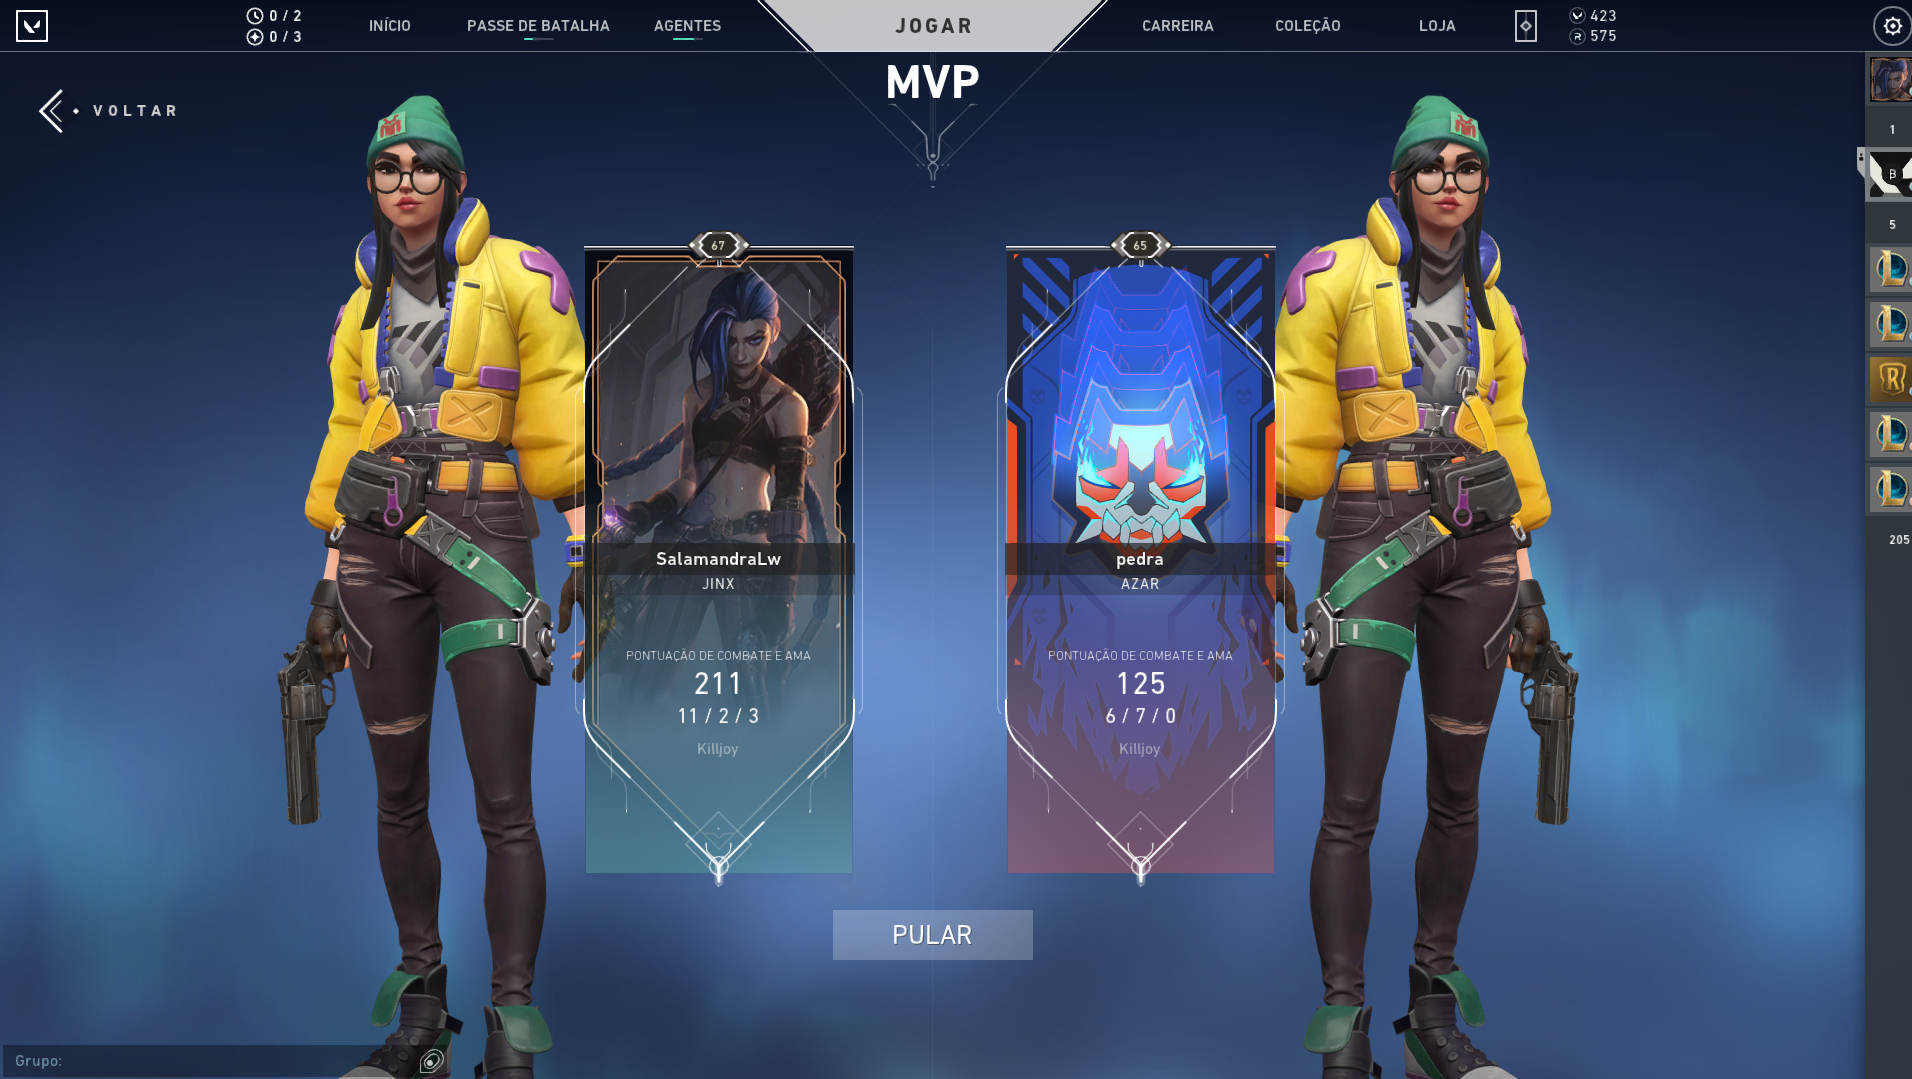 0 / 2
0 / 3
INÍCIO
PASSE DE BATALHA
AGENTES
JOGAR
CARREIRA
COLEÇÃO
LOJA
423
575
MVP
VOLTAR
67
SalamandraLw
JINX
PONTUAÇÃO DE COMBATE E AMA
211
11 / 2 / 3
Killjoy
65
pedra
AZAR
PONTUAÇÃO DE COMBATE E AMA
125
6 / 7 / 0
Killjoy
PULAR
Grupo:
1
B
5
L
L
R
L
L
205